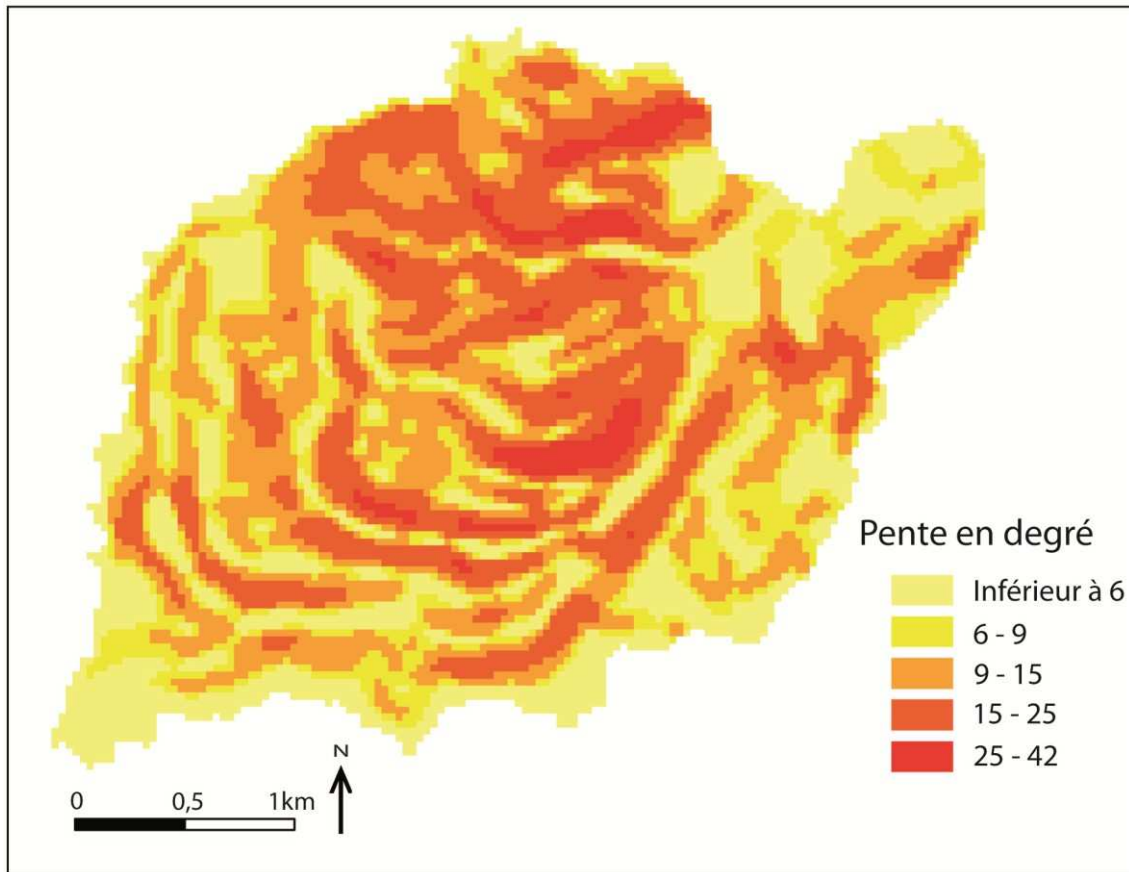 Pente en degré
Inférieur à 6
6 - 9
9 - 15
15 - 25
25 - 42
N
0 0,5 1km